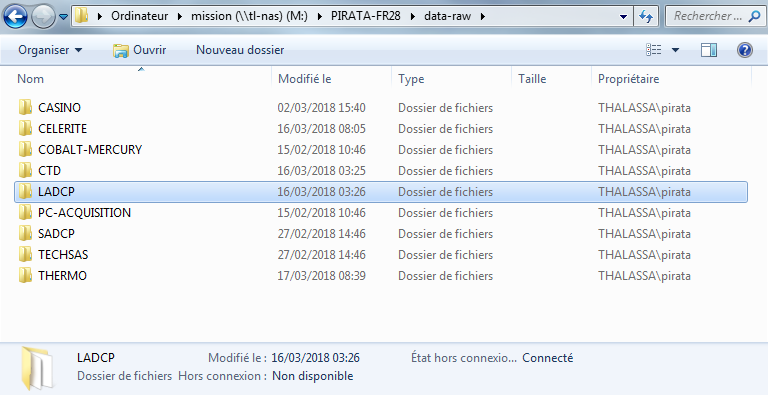 Ordinateur ▸ mission (\\tl-nas) (M:) ▸ PIRATA-FR28 ▸ data-raw ▸ Rechercher ...
Organiser ▾ Ouvrir Nouveau dossier
Nom Modifié le Type Taille Propriétaire
CASINO 02/03/2018 15:40 Dossier de fichiers THALASSA\pirata
CELERITE 16/03/2018 08:05 Dossier de fichiers THALASSA\pirata
COBALT-MERCURY 15/02/2018 10:46 Dossier de fichiers THALASSA\pirata
CTD 16/03/2018 03:25 Dossier de fichiers THALASSA\pirata
LADCP 16/03/2018 03:26 Dossier de fichiers THALASSA\pirata
PC-ACQUISITION 15/02/2018 10:46 Dossier de fichiers THALASSA\pirata
SADCP 27/02/2018 14:46 Dossier de fichiers THALASSA\pirata
TECHSAS 27/02/2018 14:46 Dossier de fichiers THALASSA\pirata
THERMO 17/03/2018 08:39 Dossier de fichiers THALASSA\pirata
LADCP Modifié le : 16/03/2018 03:26 État hors connexio... Connecté
Dossier de fichiers Hors connexion : Non disponible